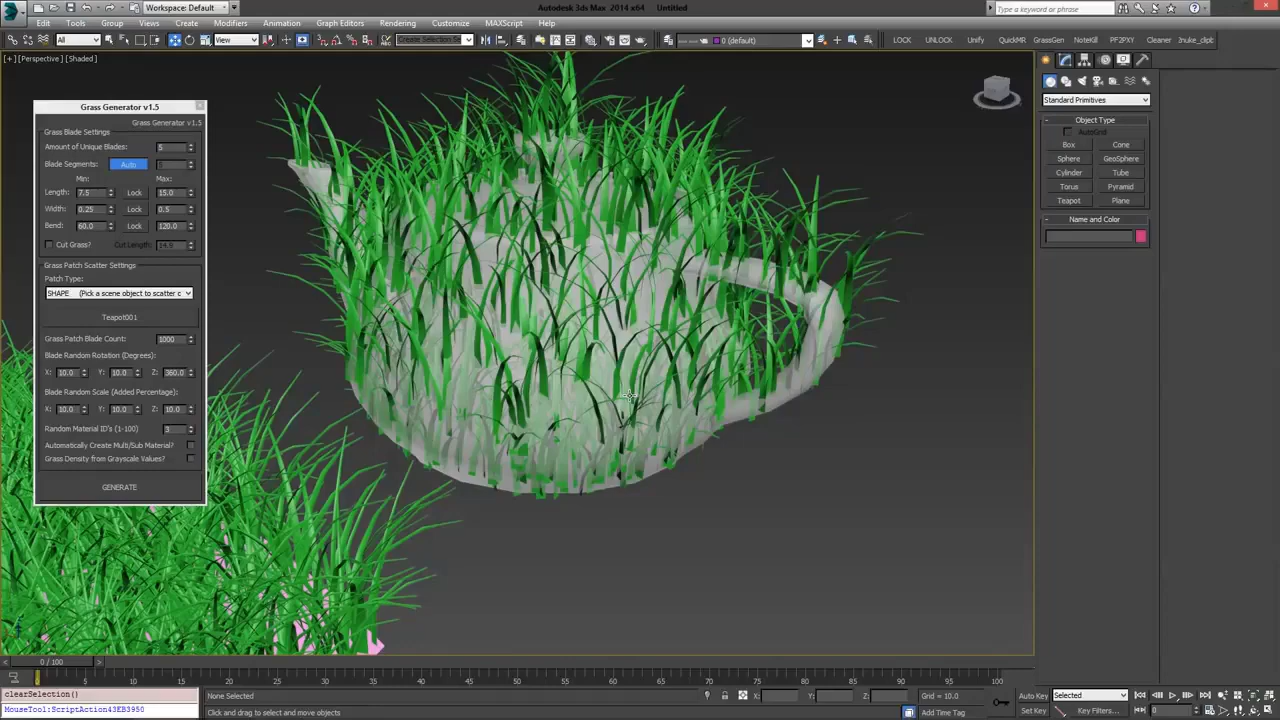 Workspace: Default
Autodesk 3ds Max  2014 x64    Untitled
Type a keyword or phrase
Edit Tools Group Views Create Modifiers Animation Graph Editors Rendering Customize MAXScript Help
All View 0 (default) LOCK UNLOCK QuickMR GrassGen NoteKill PF2PXY Cleaner Jnuke_clipt
[+] [Perspective] [Shaded]
Standard Primitives
Object Type
AutoGrid
Box Cone
Sphere GeoSphere
Cylinder Tube
Torus Pyramid
Teapot Plane
Name and Color
Grass Generator v1.5
Grass Generator v1.5
Grass Blade Settings
Amount of Unique Blades: 5
Blade Segments: Auto
Min: Max:
Length: 7.5 Lock 15.0
Width: 0.25 Lock 0.5
Bend: 60.0 Lock 120.0
Cut Grass? Cut Length: 14.9
Grass Patch Scatter Settings
Patch Type:
SHAPE (Pick a scene object to scatter c
Teapot001
Grass Patch Blade Count: 1000
Blade Random Rotation (Degrees):
X: 10.0 Y: 10.0 Z: 360.0
Blade Random Scale (Added Percentage):
X: 10.0 Y: 10.0 Z: 10.0
Random Material ID's (1-100) 3
Automatically Create Multi/Sub Material?
Grass Density from Grayscale Values?
GENERATE
0 / 100
0 5 10 15 20 25 30 35 40 45 50 55 60 65 70 75 80 85 90 95 100
clearSelection()
MouseTool:ScriptAction43EB3950
None Selected
Click and drag to select and move objects
X: Y: Z: Grid = 10.0
Add Time Tag
Auto Key Selected
Set Key Key Filters... 0